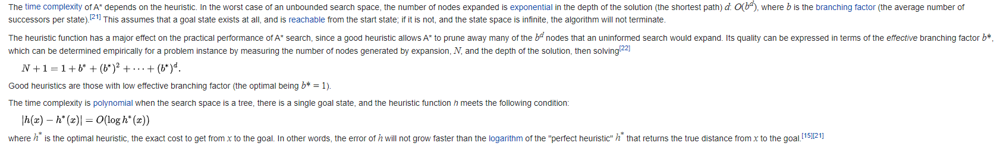 The time complexity of A* depends on the heuristic. In the worst case of an unbounded search space, the number of nodes expanded is exponential in the depth of the solution (the shortest path) d: O(b^d), where b is the branching factor (the average number of
successors per state).[21] This assumes that a goal state exists at all, and is reachable from the start state; if it is not, and the state space is infinite, the algorithm will not terminate.
The heuristic function has a major effect on the practical performance of A* search, since a good heuristic allows A* to prune away many of the b^d nodes that an uninformed search would expand. Its quality can be expressed in terms of the effective branching factor b*,
which can be determined empirically for a problem instance by measuring the number of nodes generated by expansion, N, and the depth of the solution, then solving[22]
N + 1 = 1 + b* + (b*)² + ⋯ + (b*)^d.
Good heuristics are those with low effective branching factor (the optimal being b* = 1).
The time complexity is polynomial when the search space is a tree, there is a single goal state, and the heuristic function h meets the following condition:
|h(x) − h*(x)| = O(log h*(x))
where h* is the optimal heuristic, the exact cost to get from x to the goal. In other words, the error of h will not grow faster than the logarithm of the "perfect heuristic" h* that returns the true distance from x to the goal.[15][21]